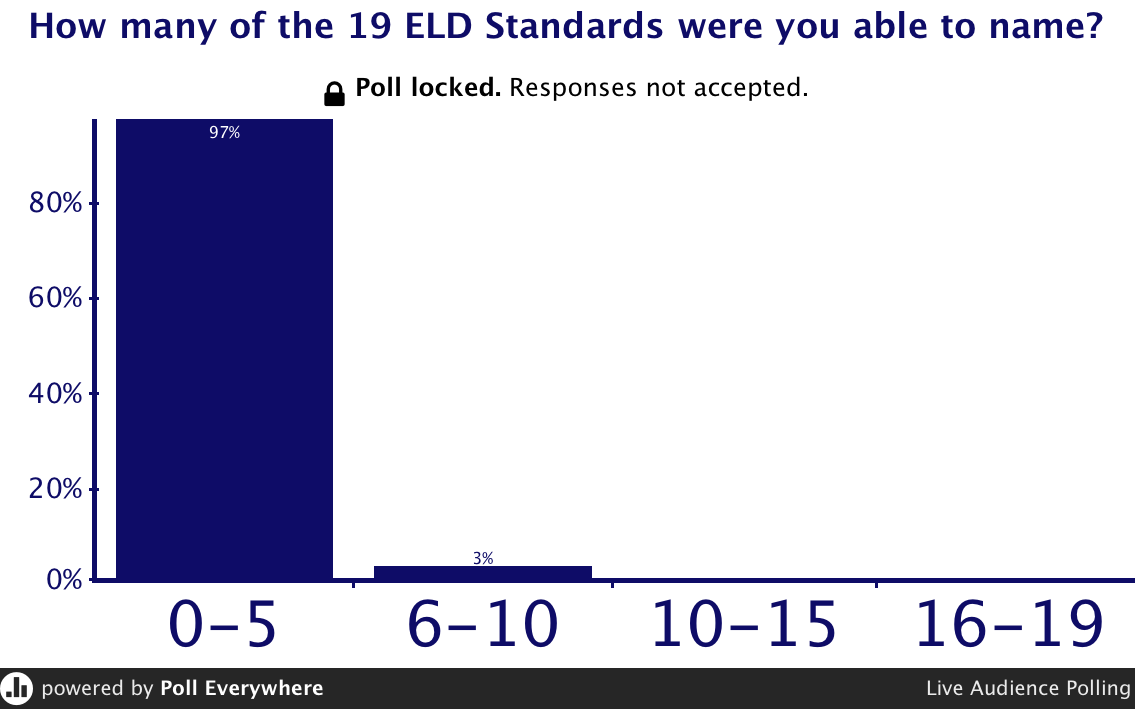 How many of the 19 ELD Standards were you able to name?
Poll locked. Responses not accepted.
97%
80%
60%
40%
20%
3%
0%
0–5 6–10 10–15 16–19
powered by Poll Everywhere Live Audience Polling